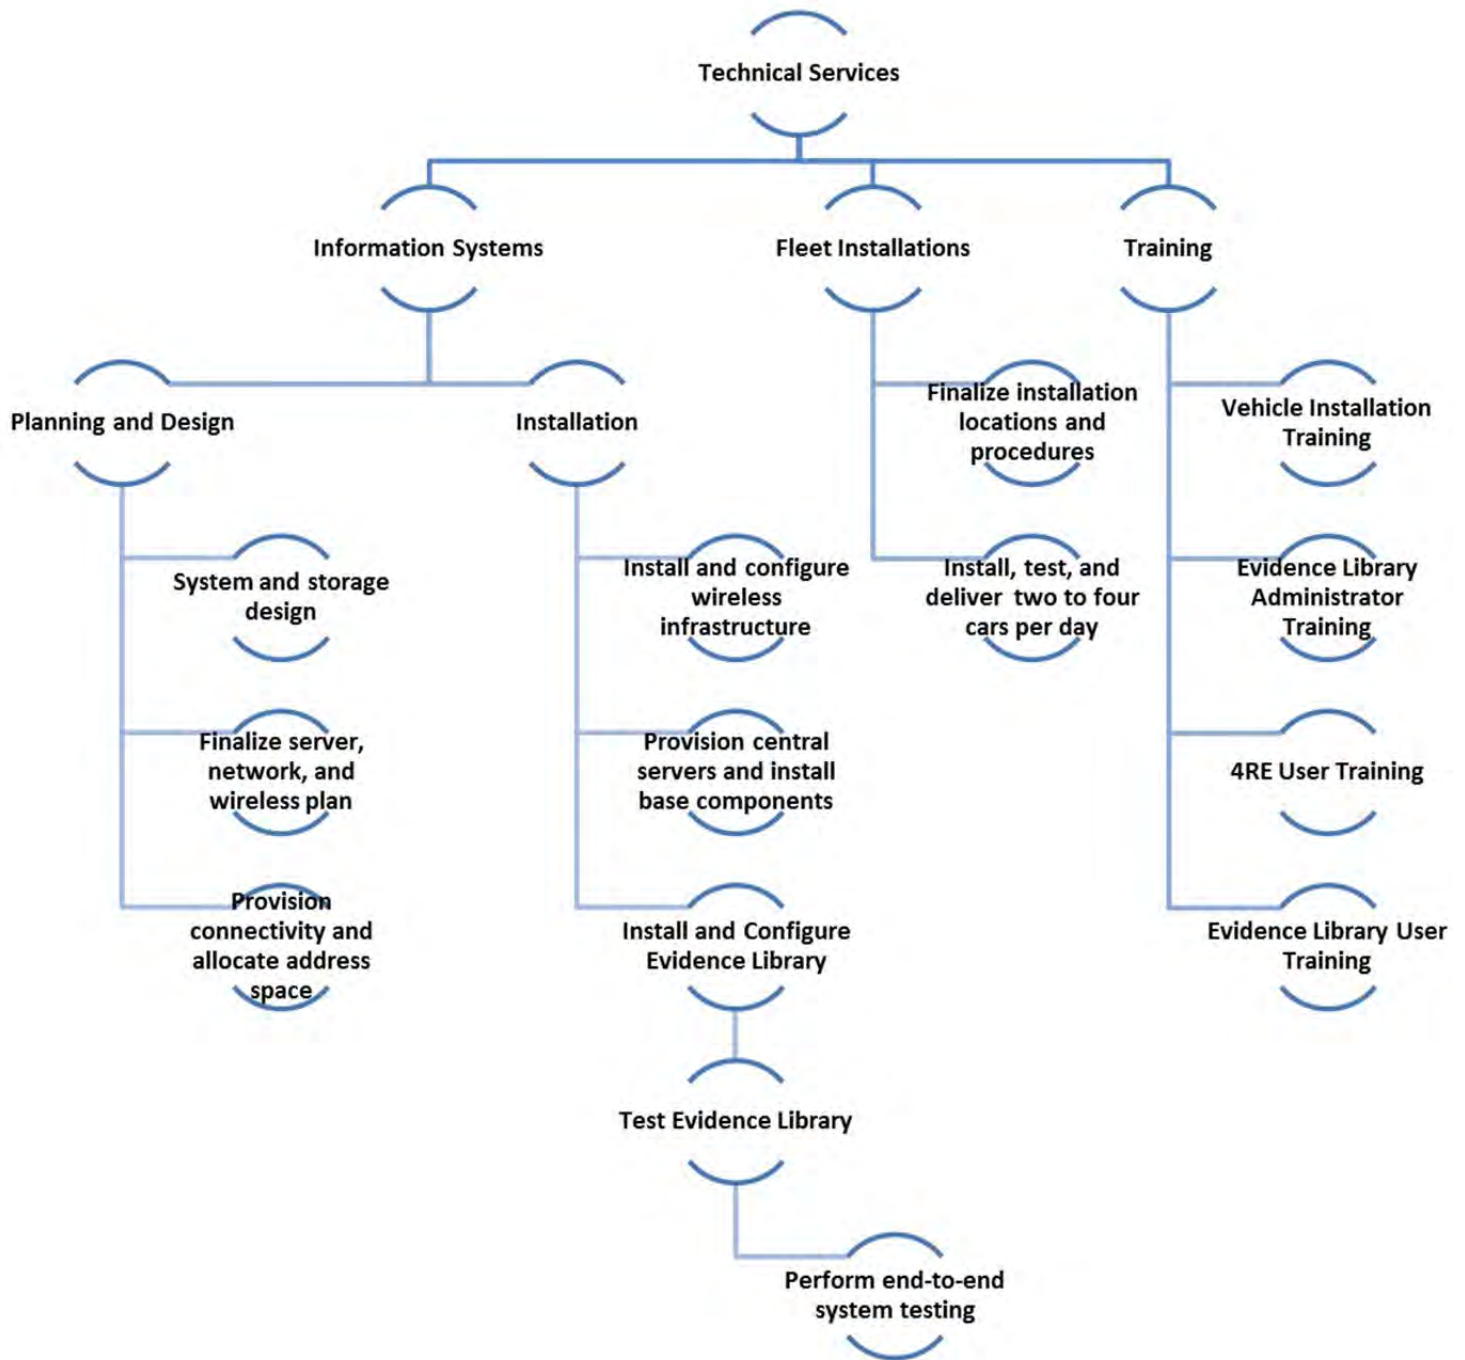 Technical Services
Information Systems
Fleet Installations
Training
Planning and Design
Installation
Finalize installation
locations and
procedures
Vehicle Installation
Training
System and storage
design
Install and configure
wireless
infrastructure
Install, test, and
deliver two to four
cars per day
Evidence Library
Administrator
Training
Finalize server,
network, and
wireless plan
Provision central
servers and install
base components
4RE User Training
Provision
connectivity and
allocate address
space
Install and Configure
Evidence Library
Evidence Library User
Training
Test Evidence Library
Perform end-to-end
system testing